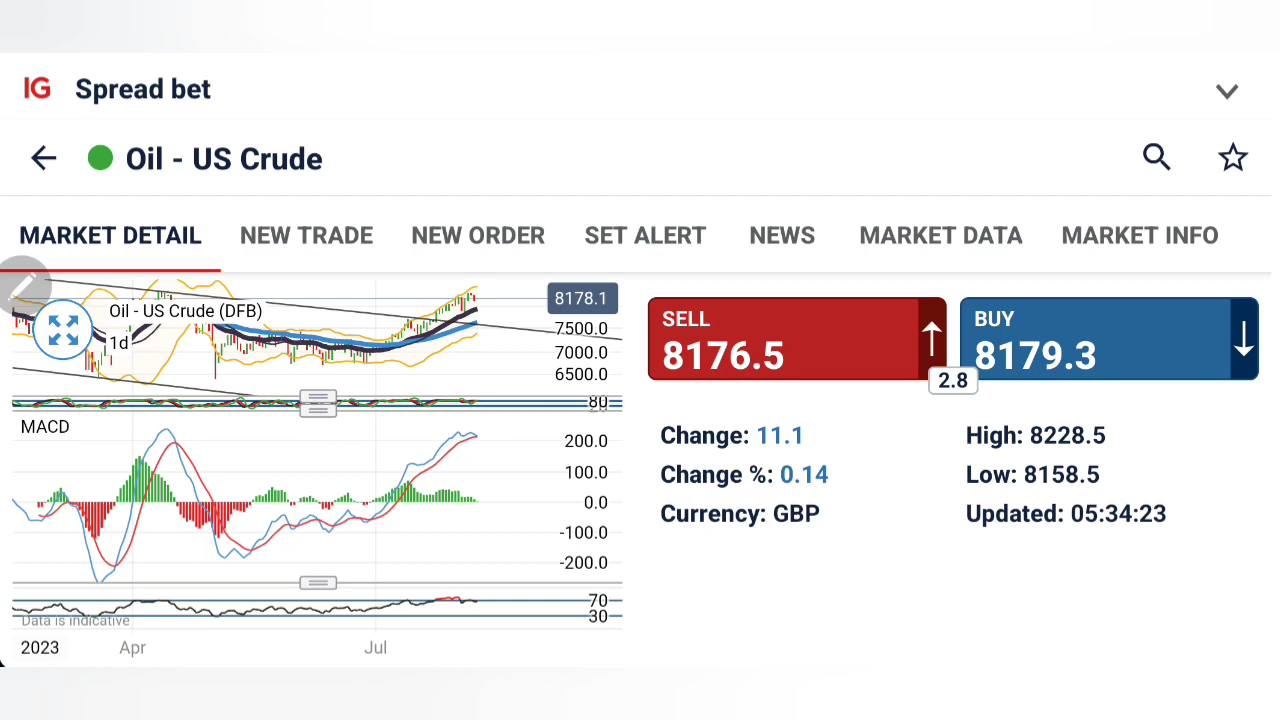 IG Spread bet
Oil - US Crude
MARKET DETAIL NEW TRADE NEW ORDER SET ALERT NEWS MARKET DATA MARKET INFO
Oil - US Crude (DFB)
1d
8178.1
7500.0
7000.0
6500.0
80
20
MACD
200.0
100.0
0.0
-100.0
-200.0
70
30
Data is indicative
2023 Apr Jul
SELL
8176.5
BUY
8179.3
2.8
Change: 11.1
Change %: 0.14
Currency: GBP
High: 8228.5
Low: 8158.5
Updated: 05:34:23